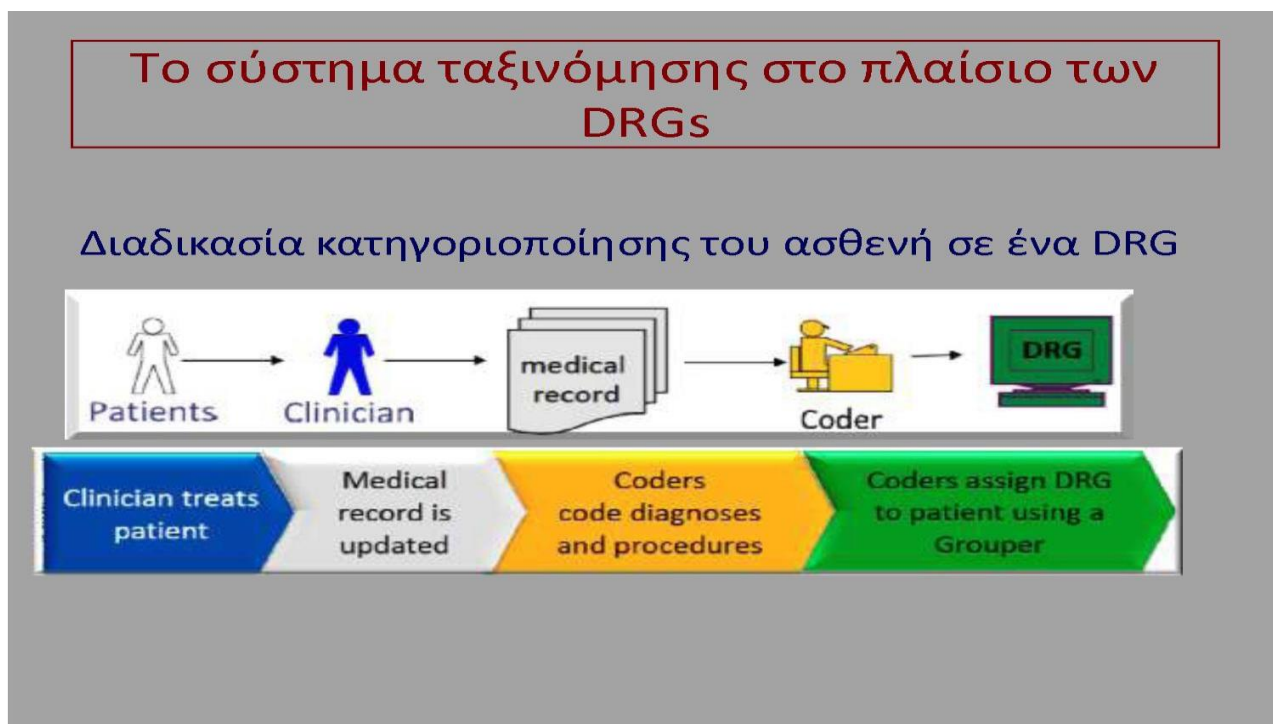 Το σύστημα ταξινόμησης στο πλαίσιο των
DRGs
Διαδικασία κατηγοριοποίησης του ασθενή σε ένα DRG
Patients
Clinician
medical
record
Coder
DRG
Clinician treats
patient
Medical
record is
updated
Coders
code diagnoses
and procedures
Coders assign DRG
to patient using a
Grouper